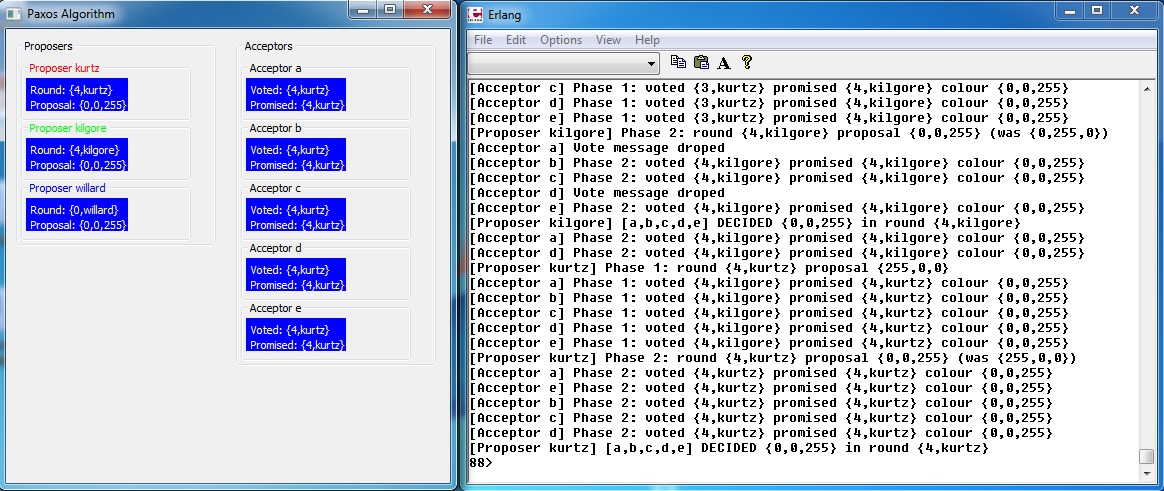 Paxos Algorithm
Proposers
Proposer kurtz
Round: {4,kurtz}
Proposal: {0,0,255}
Proposer kilgore
Round: {4,kilgore}
Proposal: {0,0,255}
Proposer willard
Round: {0,willard}
Proposal: {0,0,255}
Acceptors
Acceptor a
Voted: {4,kurtz}
Promised: {4,kurtz}
Acceptor b
Voted: {4,kurtz}
Promised: {4,kurtz}
Acceptor c
Voted: {4,kurtz}
Promised: {4,kurtz}
Acceptor d
Voted: {4,kurtz}
Promised: {4,kurtz}
Acceptor e
Voted: {4,kurtz}
Promised: {4,kurtz}
ERLANG
Erlang
File Edit Options View Help
A ?
[Acceptor c] Phase 1: voted {3,kurtz} promised {4,kilgore} colour {0,0,255}
[Acceptor d] Phase 1: voted {3,kurtz} promised {4,kilgore} colour {0,0,255}
[Acceptor e] Phase 1: voted {3,kurtz} promised {4,kilgore} colour {0,0,255}
[Proposer kilgore] Phase 2: round {4,kilgore} proposal {0,0,255} (was {0,255,0})
[Acceptor a] Vote message droped
[Acceptor b] Phase 2: voted {4,kilgore} promised {4,kilgore} colour {0,0,255}
[Acceptor c] Phase 2: voted {4,kilgore} promised {4,kilgore} colour {0,0,255}
[Acceptor d] Vote message droped
[Acceptor e] Phase 2: voted {4,kilgore} promised {4,kilgore} colour {0,0,255}
[Proposer kilgore] [a,b,c,d,e] DECIDED {0,0,255} in round {4,kilgore}
[Acceptor a] Phase 2: voted {4,kilgore} promised {4,kilgore} colour {0,0,255}
[Acceptor d] Phase 2: voted {4,kilgore} promised {4,kilgore} colour {0,0,255}
[Proposer kurtz] Phase 1: round {4,kurtz} proposal {255,0,0}
[Acceptor a] Phase 1: voted {4,kilgore} promised {4,kurtz} colour {0,0,255}
[Acceptor b] Phase 1: voted {4,kilgore} promised {4,kurtz} colour {0,0,255}
[Acceptor c] Phase 1: voted {4,kilgore} promised {4,kurtz} colour {0,0,255}
[Acceptor d] Phase 1: voted {4,kilgore} promised {4,kurtz} colour {0,0,255}
[Acceptor e] Phase 1: voted {4,kilgore} promised {4,kurtz} colour {0,0,255}
[Proposer kurtz] Phase 2: round {4,kurtz} proposal {0,0,255} (was {255,0,0})
[Acceptor a] Phase 2: voted {4,kurtz} promised {4,kurtz} colour {0,0,255}
[Acceptor e] Phase 2: voted {4,kurtz} promised {4,kurtz} colour {0,0,255}
[Acceptor b] Phase 2: voted {4,kurtz} promised {4,kurtz} colour {0,0,255}
[Acceptor c] Phase 2: voted {4,kurtz} promised {4,kurtz} colour {0,0,255}
[Acceptor d] Phase 2: voted {4,kurtz} promised {4,kurtz} colour {0,0,255}
[Proposer kurtz] [a,b,c,d,e] DECIDED {0,0,255} in round {4,kurtz}
88>